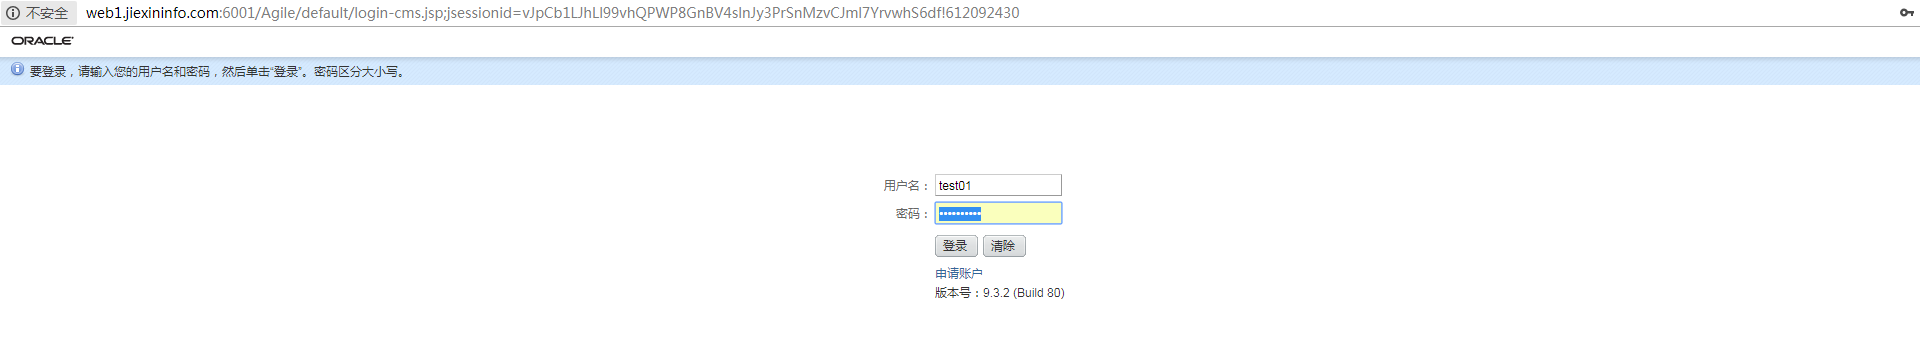 不安全 web1.jiexininfo.com:6001/Agile/default/login-cms.jsp;jsessionid=vJpCb1LJhLl99vhQPWP8GnBV4sInJy3PrSnMzvCJml7YrvwhS6df!612092430
ORACLE
要登录，请输入您的用户名和密码，然后单击“登录”。密码区分大小写。
用户名： test01
密码： ••••••••••
登录 清除
申请账户
版本号：9.3.2 (Build 80)